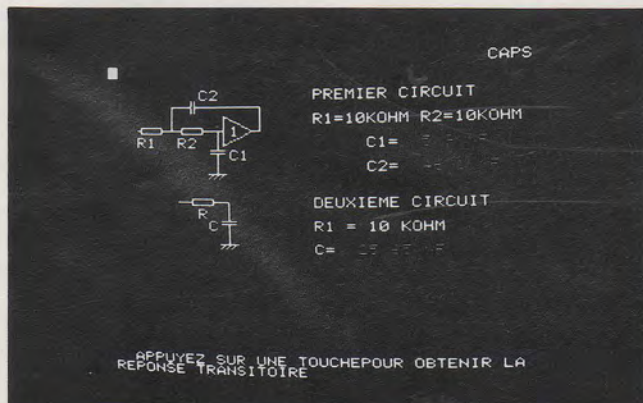 CAPS
C2
R1
R2
1
C1
PREMIER CIRCUIT
R1=10KOHM R2=10KOHM
C1=
C2=
R
C
DEUXIEME CIRCUIT
R1 = 10 KOHM
C=
APPUYEZ SUR UNE TOUCHEPOUR OBTENIR LA
REPONSE TRANSITOIRE